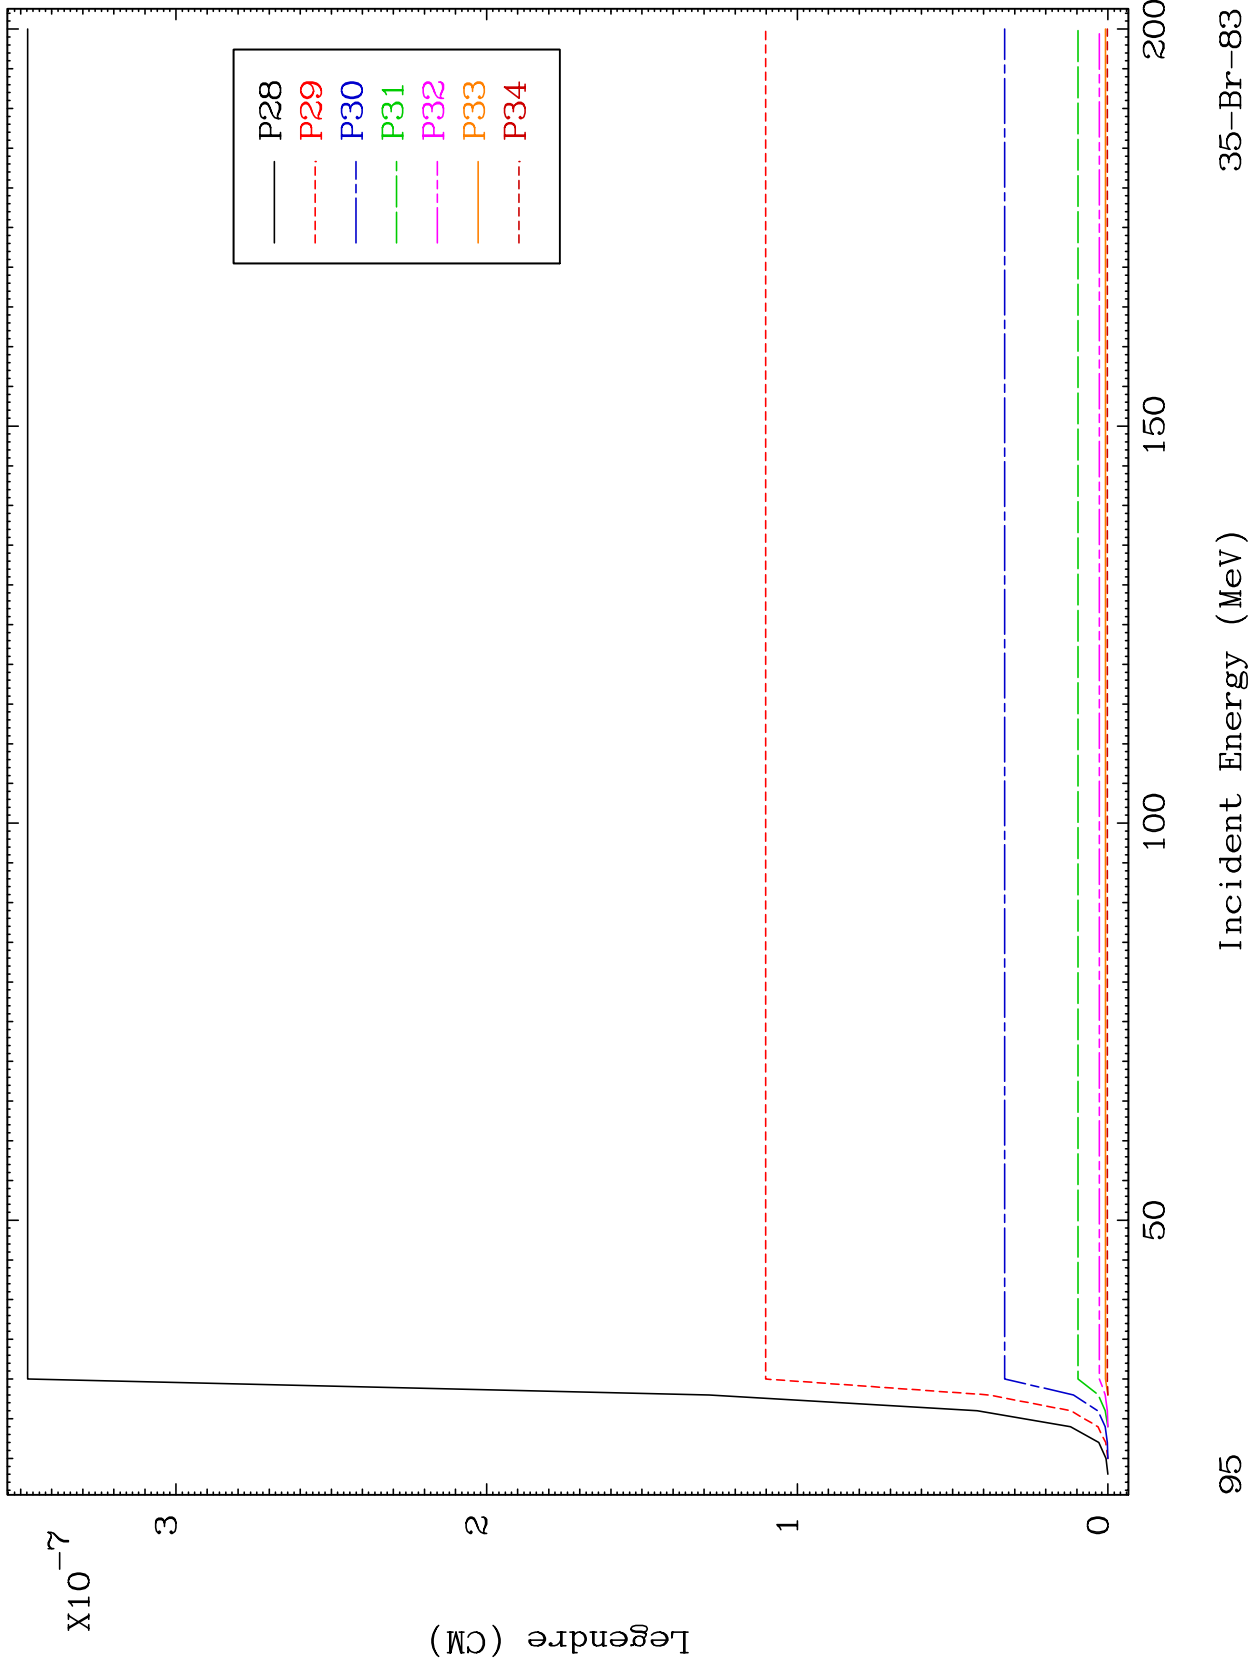 X10-7
3
2
1
0
Legendre (CM)
P28
P29
P30
P31
P32
P33
P34
50
100
150
200
Incident Energy (MeV)
95
35-Br-83